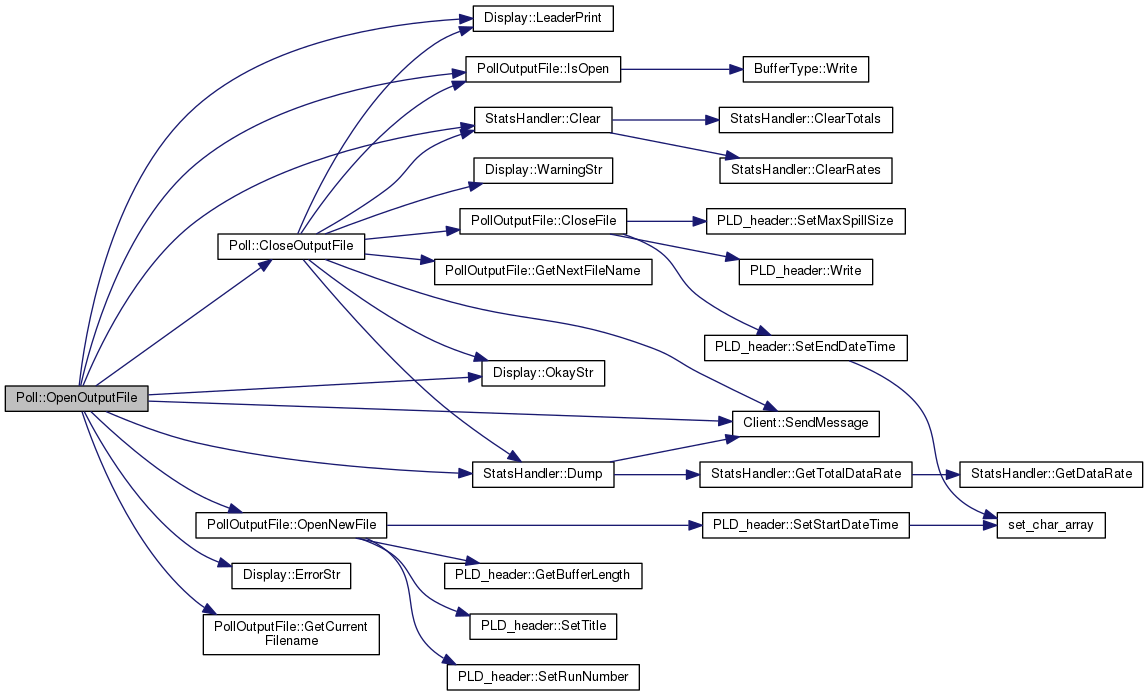 Display::LeaderPrint
PollOutputFile::IsOpen
BufferType::Write
StatsHandler::Clear
StatsHandler::ClearTotals
Display::WarningStr
StatsHandler::ClearRates
PollOutputFile::CloseFile
PLD_header::SetMaxSpillSize
Poll::CloseOutputFile
PollOutputFile::GetNextFileName
PLD_header::Write
PLD_header::SetEndDateTime
Display::OkayStr
Poll::OpenOutputFile
Client::SendMessage
StatsHandler::Dump
StatsHandler::GetTotalDataRate
StatsHandler::GetDataRate
PollOutputFile::OpenNewFile
PLD_header::SetStartDateTime
set_char_array
Display::ErrorStr
PLD_header::GetBufferLength
PollOutputFile::GetCurrent
Filename
PLD_header::SetTitle
PLD_header::SetRunNumber